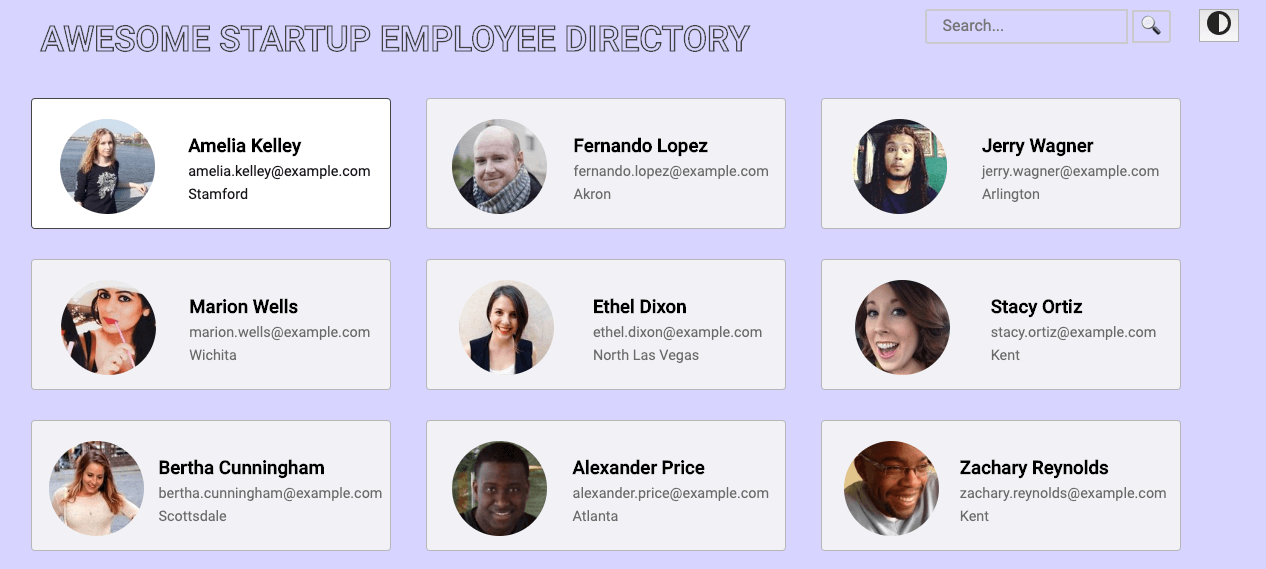 AWESOME STARTUP EMPLOYEE DIRECTORY
Search...
Amelia Kelley
amelia.kelley@example.com
Stamford
Fernando Lopez
fernando.lopez@example.com
Akron
Jerry Wagner
jerry.wagner@example.com
Arlington
Marion Wells
marion.wells@example.com
Wichita
Ethel Dixon
ethel.dixon@example.com
North Las Vegas
Stacy Ortiz
stacy.ortiz@example.com
Kent
Bertha Cunningham
bertha.cunningham@example.com
Scottsdale
Alexander Price
alexander.price@example.com
Atlanta
Zachary Reynolds
zachary.reynolds@example.com
Kent